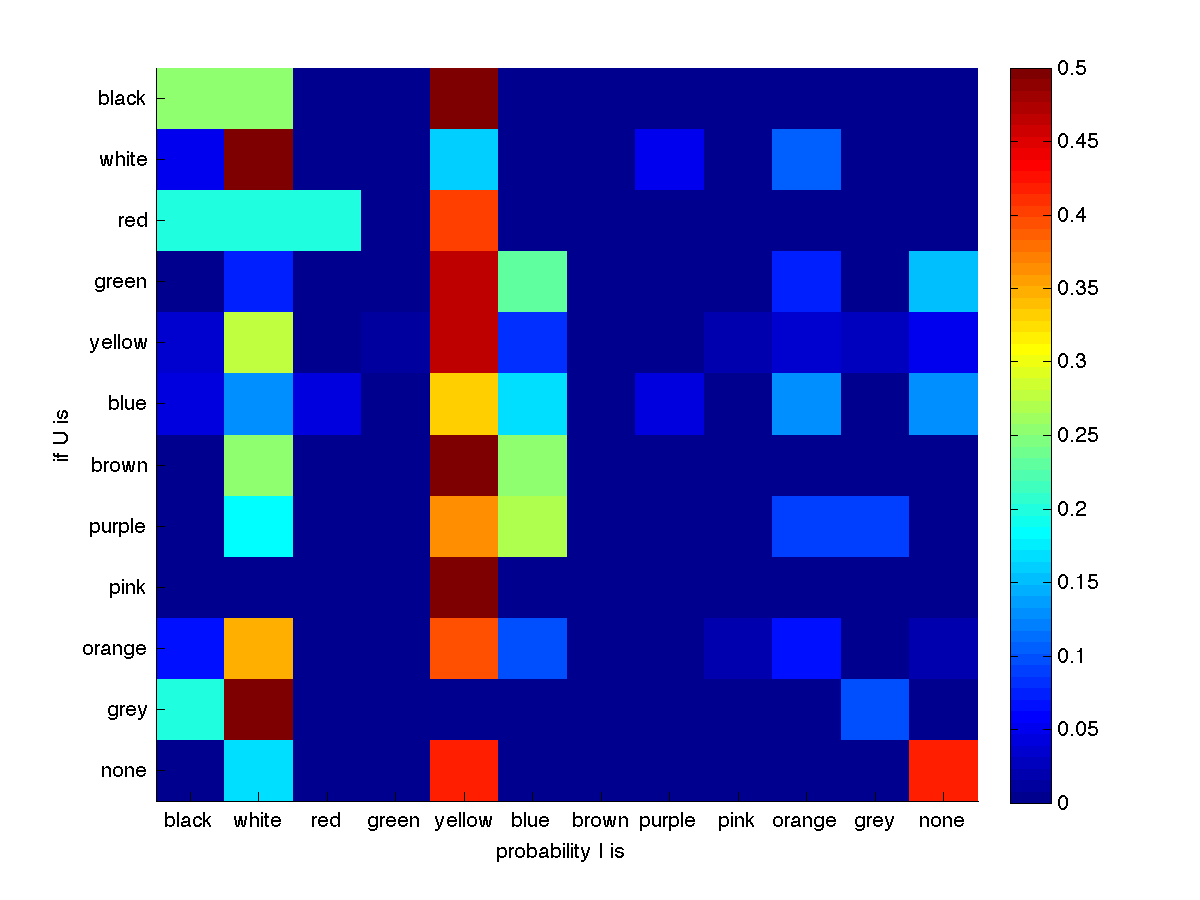 black
white
red
green
yellow
blue
brown
purple
pink
orange
grey
none
if U is
black white red green yellow blue brown purple pink orange grey none
probability I is
0.5
0.45
0.4
0.35
0.3
0.25
0.2
0.15
0.1
0.05
0